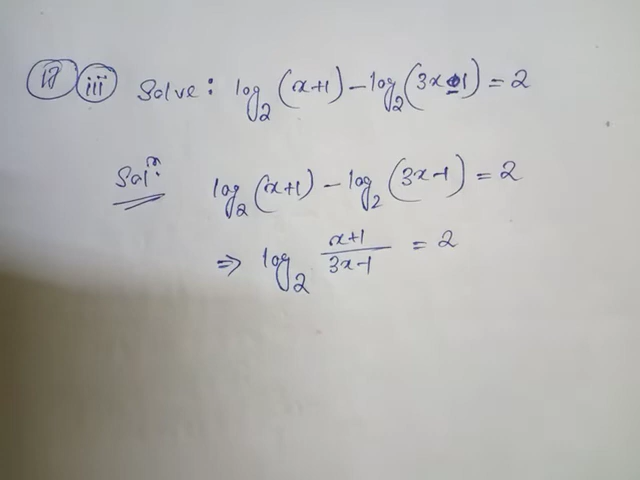 18 iii Solve: log₂(x+1) - log₂(3x-1) = 2
Solⁿ: log₂(x+1) - log₂(3x-1) = 2
⇒ log₂ (x+1)/(3x-1) = 2